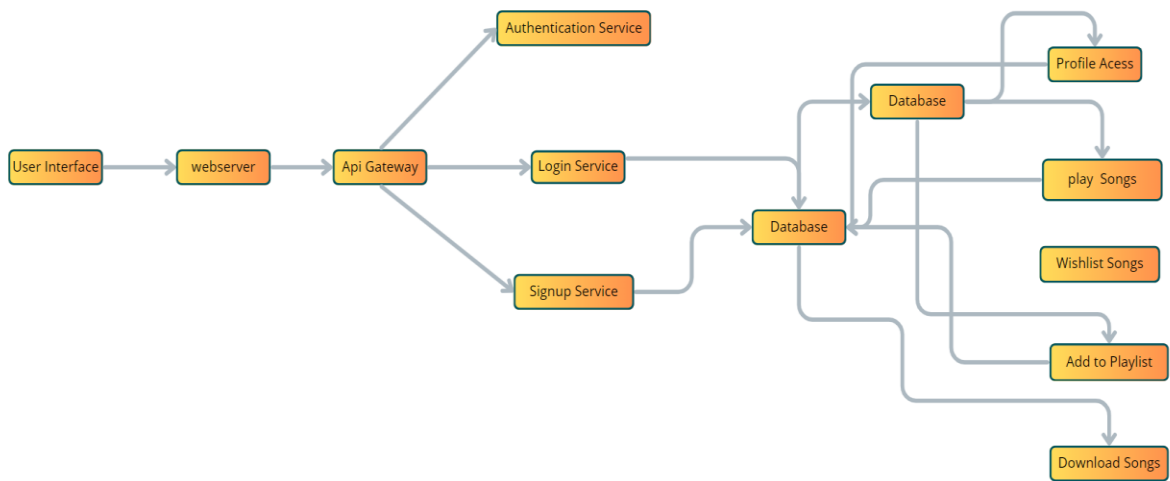 Authentication Service
Profile Acess
Database
User Interface
webserver
Api Gateway
Login Service
play Songs
Database
Wishlist Songs
Signup Service
Add to Playlist
Download Songs